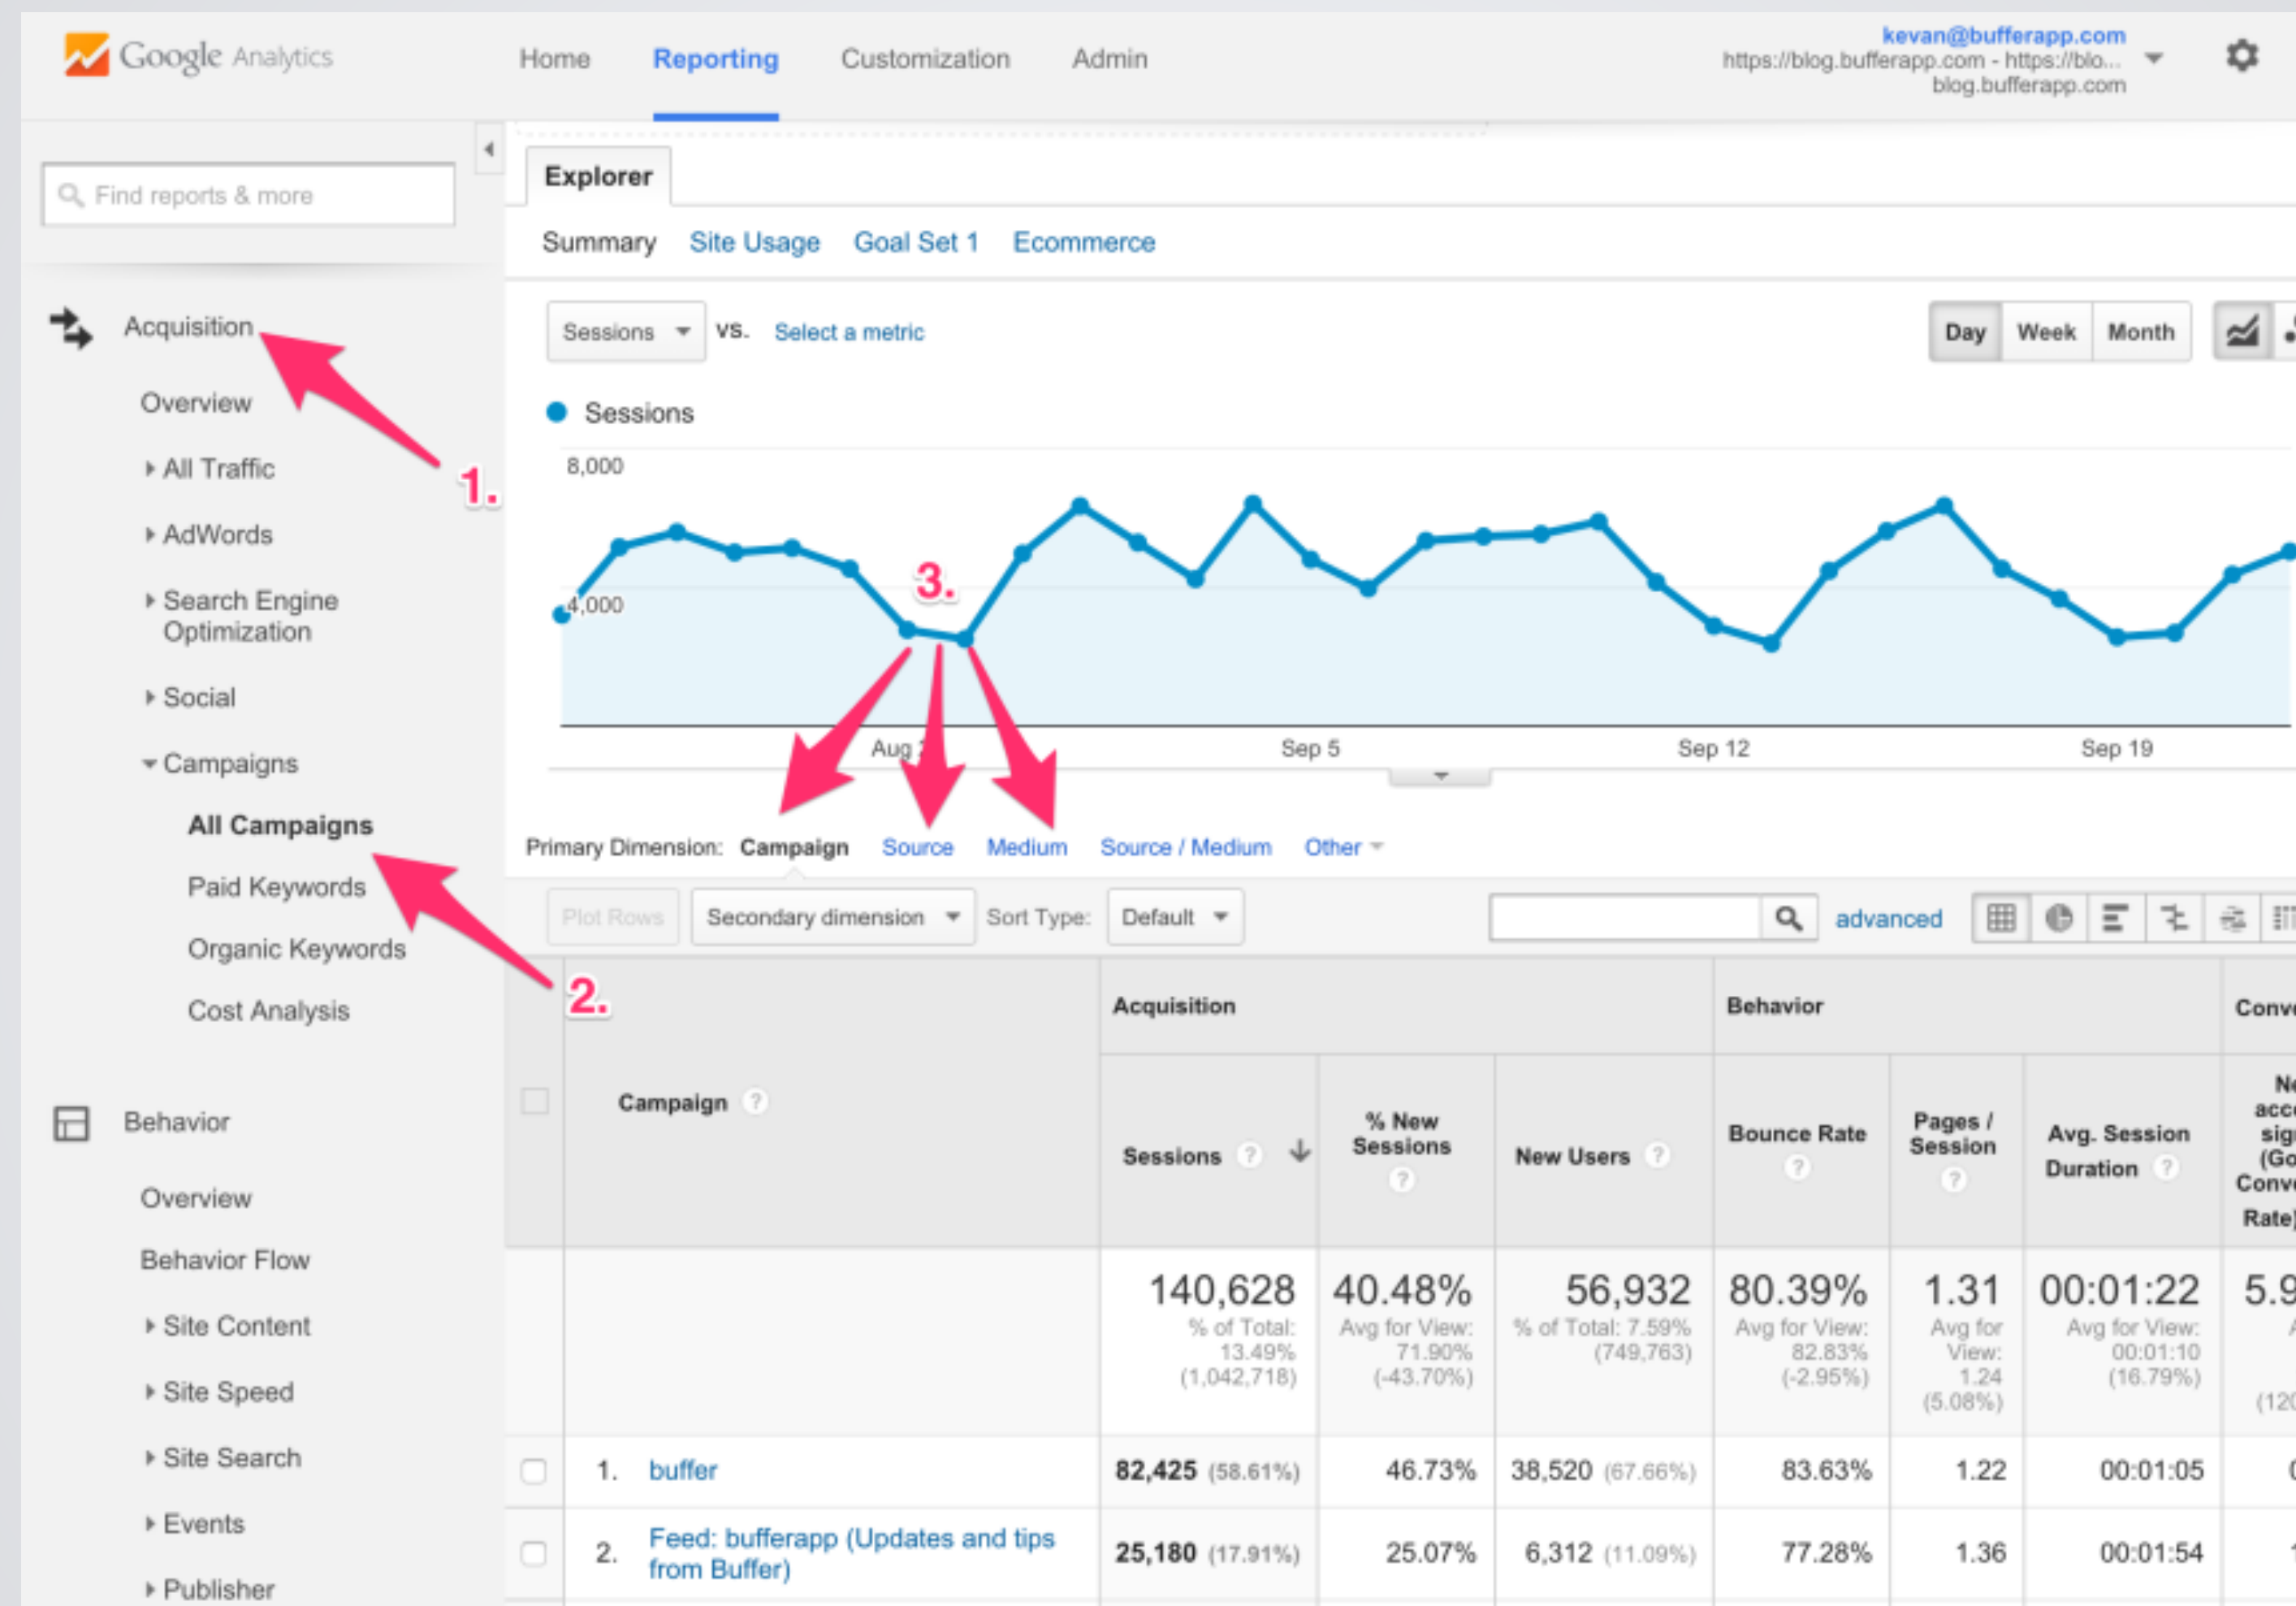 Google Analytics
Home Reporting Customization Admin
kevan@bufferapp.com
https://blog.bufferapp.com - https://blo...
blog.bufferapp.com
Find reports & more
Acquisition
Overview
All Traffic
AdWords
Search Engine
Optimization
Social
Campaigns
All Campaigns
Paid Keywords
Organic Keywords
Cost Analysis
Behavior
Overview
Behavior Flow
Site Content
Site Speed
Site Search
Events
Publisher
1.
2.
3.
Explorer
Summary Site Usage Goal Set 1 Ecommerce
Sessions VS. Select a metric
Day Week Month
Sessions
8,000
4,000
Aug Sep 5 Sep 12 Sep 19
Primary Dimension: Campaign Source Medium Source / Medium Other
Plot Rows Secondary dimension Sort Type: Default advanced
Acquisition Behavior
Campaign ?
Sessions ?
% New
Sessions
?
New Users ?
Bounce Rate
?
Pages /
Session
?
Avg. Session
Duration ?
Rate)
140,628
% of Total:
13.49%
(1,042,718)
40.48%
Avg for View:
71.90%
(-43.70%)
56,932
% of Total: 7.59%
(749,763)
80.39%
Avg for View:
82.83%
(-2.95%)
1.31
Avg for
View:
1.24
(5.08%)
00:01:22
Avg for View:
00:01:10
(16.79%)
1. buffer 82,425 (58.61%) 46.73% 38,520 (67.66%) 83.63% 1.22 00:01:05
2. Feed: bufferapp (Updates and tips
from Buffer) 25,180 (17.91%) 25.07% 6,312 (11.09%) 77.28% 1.36 00:01:54